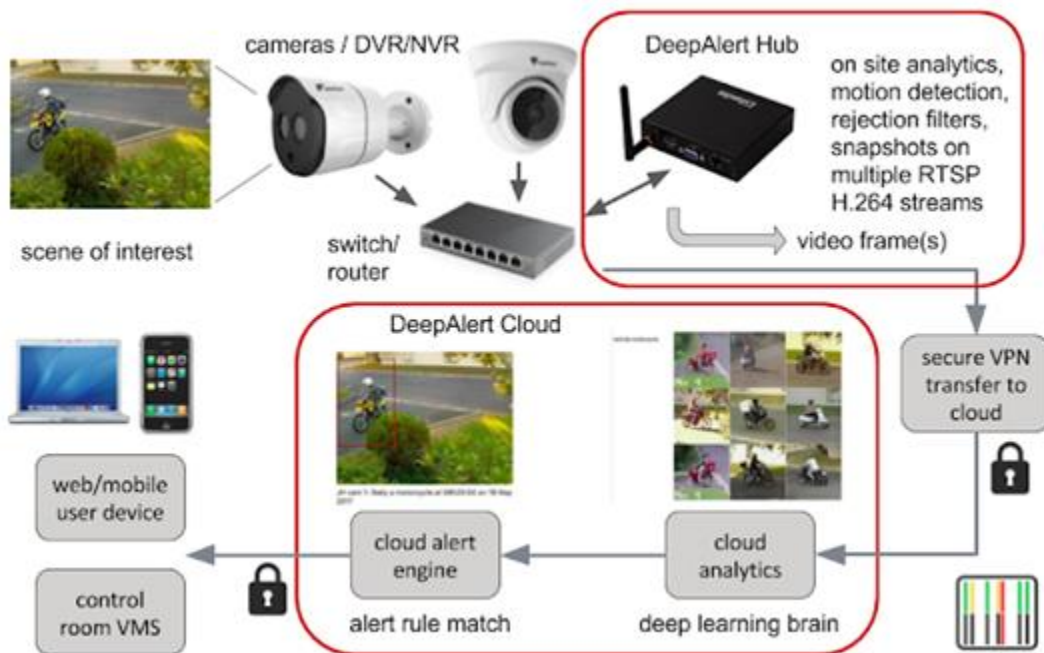 cameras / DVR/NVR
DeepAlert Hub
on site analytics,
motion detection,
rejection filters,
snapshots on
multiple RTSP
H.264 streams
scene of interest
switch/
router
video frame(s)
DeepAlert Cloud
secure VPN
transfer to
cloud
web/mobile
user device
cloud alert
engine
cloud
analytics
control
room VMS
alert rule match
deep learning brain